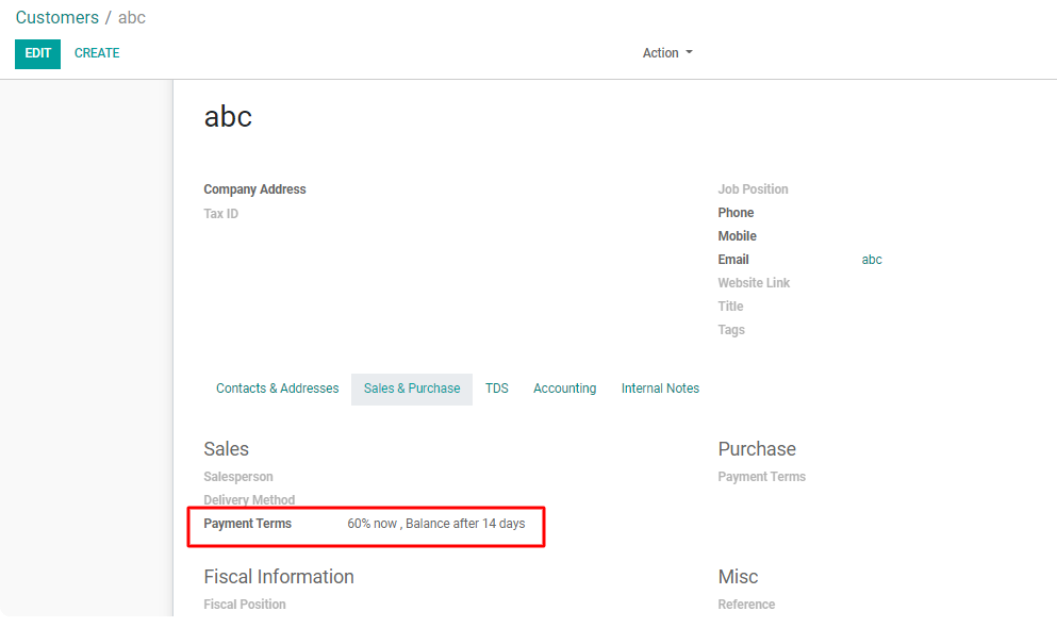 Customers / abc
EDIT CREATE Action
abc
Company Address
Tax ID
Job Position
Phone
Mobile
Email abc
Website Link
Title
Tags
Contacts & Addresses Sales & Purchase TDS Accounting Internal Notes
Sales
Salesperson
Delivery Method
Payment Terms 60% now , Balance after 14 days
Purchase
Payment Terms
Fiscal Information
Fiscal Position
Misc
Reference